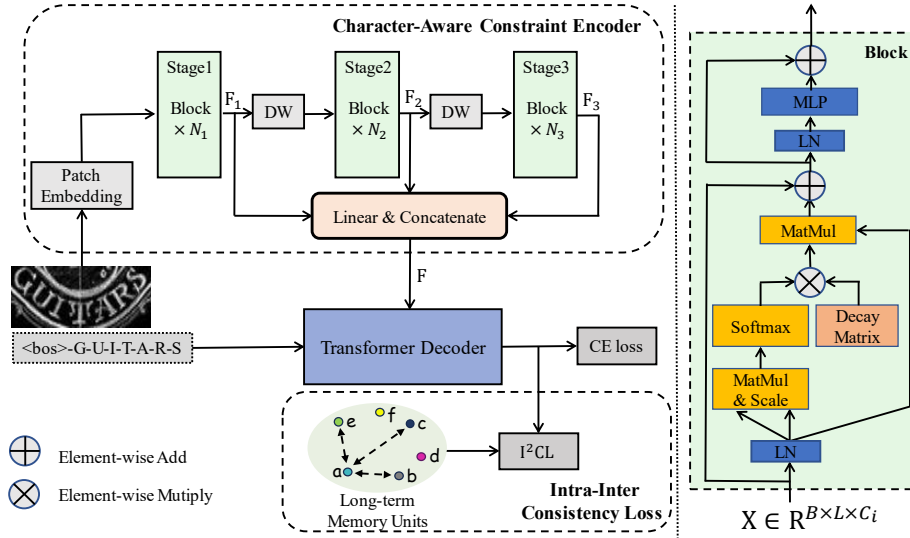 Character-Aware Constraint Encoder
Stage1
Block
× N₁
F₁
DW
Stage2
Block
× N₂
F₂
DW
Stage3
Block
× N₃
F₃
Patch
Embedding
Linear & Concatenate
F
GUITARS
<bos>-G-U-I-T-A-R-S
Transformer Decoder
CE loss
e
f
c
a
d
b
Long-term
Memory Units
I²CL
Intra-Inter
Consistency Loss
Element-wise Add
Element-wise Mutiply
Block
MLP
LN
MatMul
Softmax
Decay
Matrix
MatMul
& Scale
LN
X ∈ R^{B×L×C_i}